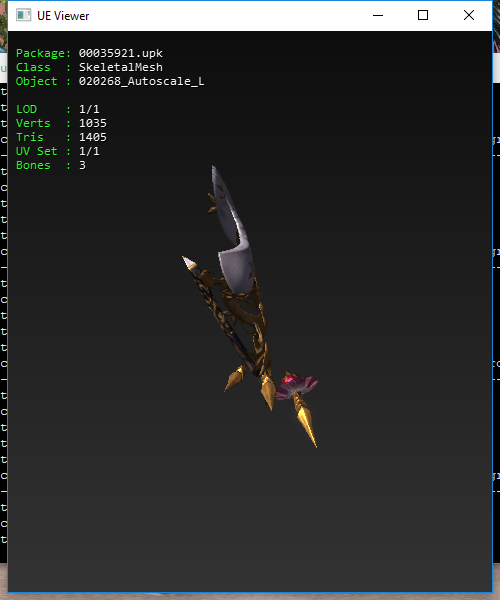 UE Viewer
Package: 00035921.upk
Class : SkeletalMesh
Object : 020268_Autoscale_L
LOD : 1/1
Verts : 1035
Tris : 1405
UV Set : 1/1
Bones : 3